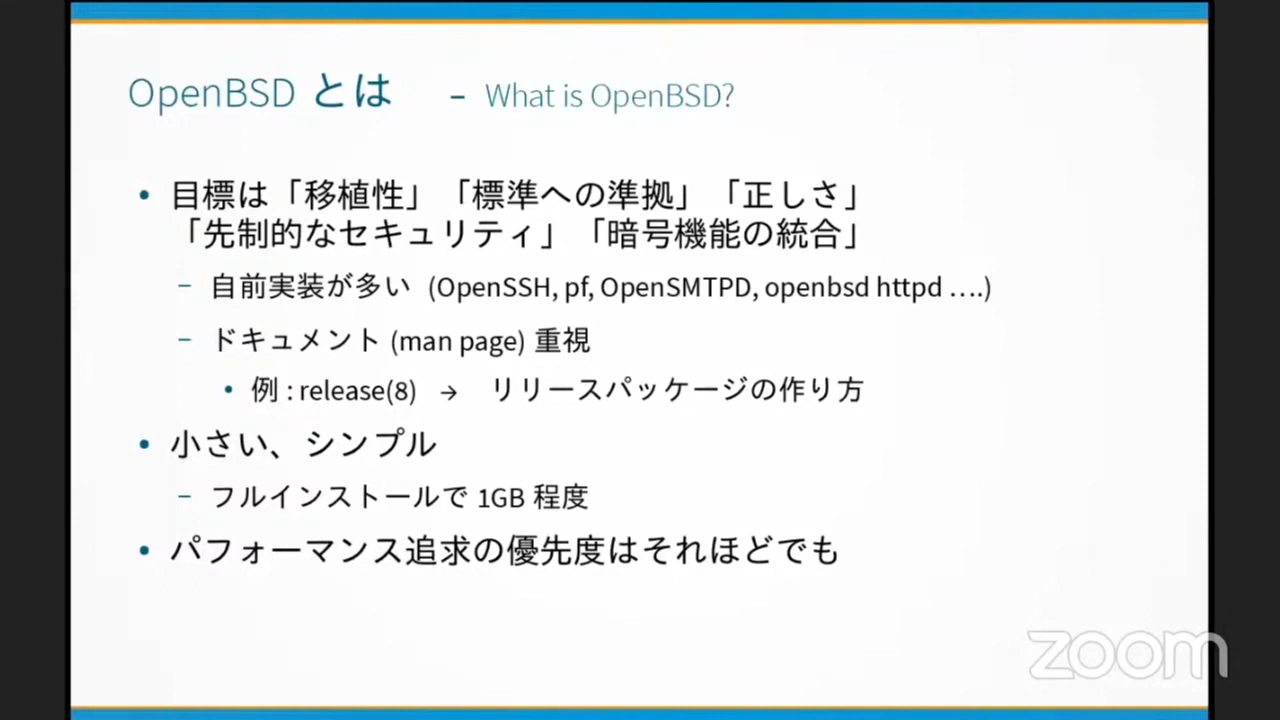 OpenBSD とは – What is OpenBSD?
• 目標は「移植性」「標準への準拠」「正しさ」
「先制的なセキュリティ」「暗号機能の統合」
– 自前実装が多い (OpenSSH, pf, OpenSMTPD, openbsd httpd ….)
– ドキュメント (man page) 重視
• 例 : release(8) → リリースパッケージの作り方
• 小さい、シンプル
– フルインストールで 1GB 程度
• パフォーマンス追求の優先度はそれほどでも
zoom